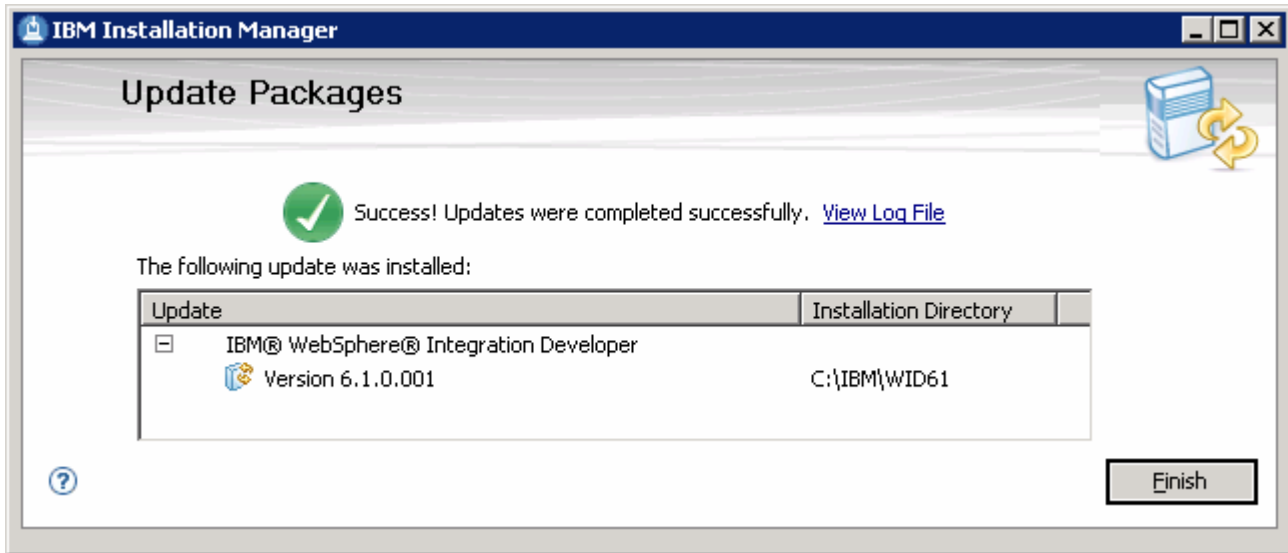 IBM Installation Manager
Update Packages
Success! Updates were completed successfully. View Log File
The following update was installed:
Update Installation Directory
IBM® WebSphere® Integration Developer
Version 6.1.0.001 C:\IBM\WID61
Finish